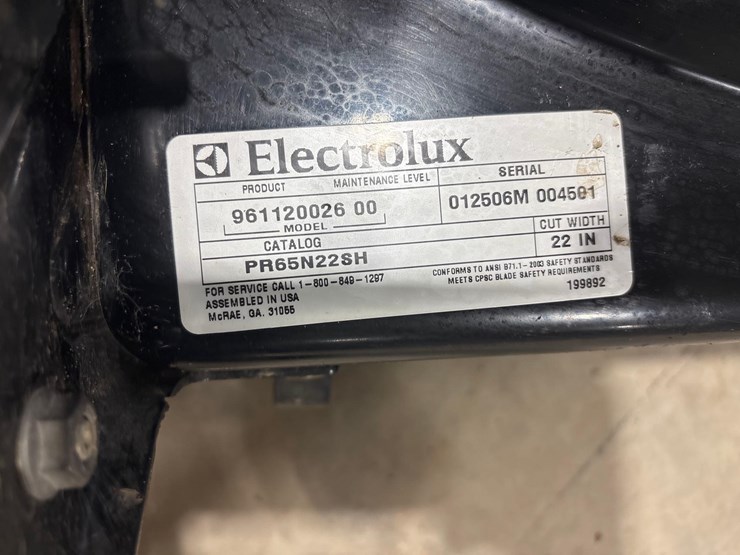 Electrolux
PRODUCT MAINTENANCE LEVEL SERIAL
961120026 00 012506M 004501
MODEL
CATALOG CUT WIDTH
PR65N22SH 22 IN
FOR SERVICE CALL 1-800-849-1297 CONFORMS TO ANSI B71.1-2003 SAFETY STANDARDS
ASSEMBLED IN USA MEETS CPSC BLADE SAFETY REQUIREMENTS
McRAE, GA. 31055 199892